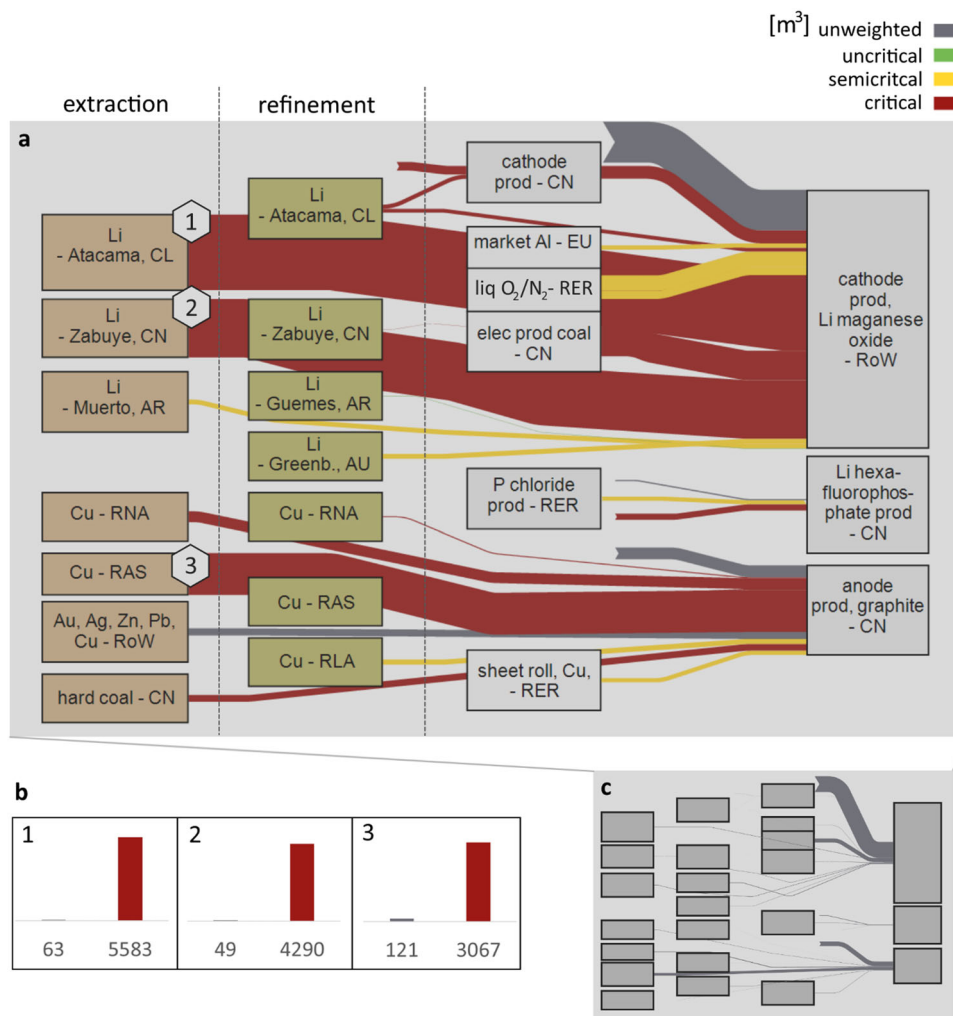 [m³] unweighted
uncritical
semicritcal
critical
extraction
refinement
a
Li
- Atacama, CL
1
Li
- Zabuye, CN
2
Li
- Muerto, AR
Cu - RNA
Cu - RAS
3
Au, Ag, Zn, Pb,
Cu - RoW
hard coal - CN
Li
- Atacama, CL
Li
- Zabuye, CN
Li
- Guemes, AR
Li
- Greenb., AU
Cu - RNA
Cu - RAS
Cu - RLA
cathode
prod - CN
market Al - EU
liq O₂/N₂- RER
elec prod coal
- CN
P chloride
prod - RER
sheet roll, Cu,
- RER
cathode
prod,
Li maganese
oxide
- RoW
Li hexa-
fluorophos-
phate prod
- CN
anode
prod, graphite
- CN
b
1
63 5583
2
49 4290
3
121 3067
c